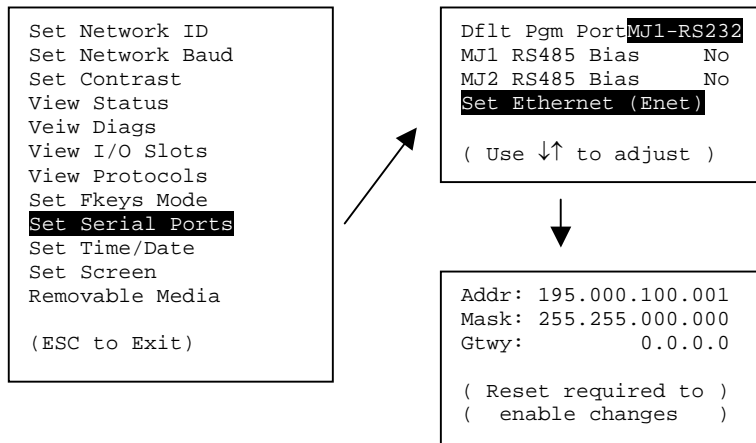 Set Network ID
Set Network Baud
Set Contrast
View Status
Veiw Diags
View I/O Slots
View Protocols
Set Fkeys Mode
Set Serial Ports
Set Time/Date
Set Screen
Removable Media
(ESC to Exit)
Dflt Pgm Port MJ1-RS232
MJ1 RS485 Bias No
MJ2 RS485 Bias No
Set Ethernet (Enet)
( Use ↓↑ to adjust )
Addr: 195.000.100.001
Mask: 255.255.000.000
Gtwy: 0.0.0.0
( Reset required to )
( enable changes )